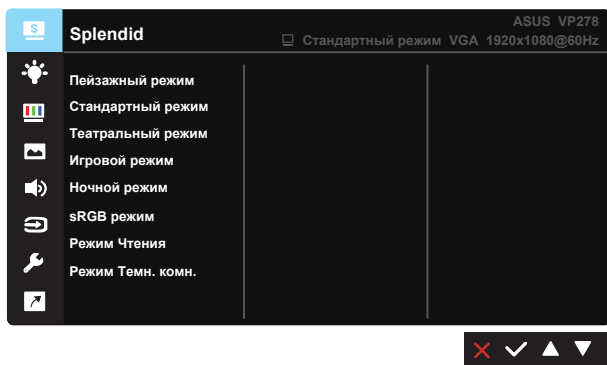 S
Splendid
ASUS VP278
Стандартный режим VGA 1920x1080@60Hz
Пейзажный режим
Стандартный режим
Театральный режим
Игровой режим
Ночной режим
sRGB режим
Режим Чтения
Режим Темн. комн.